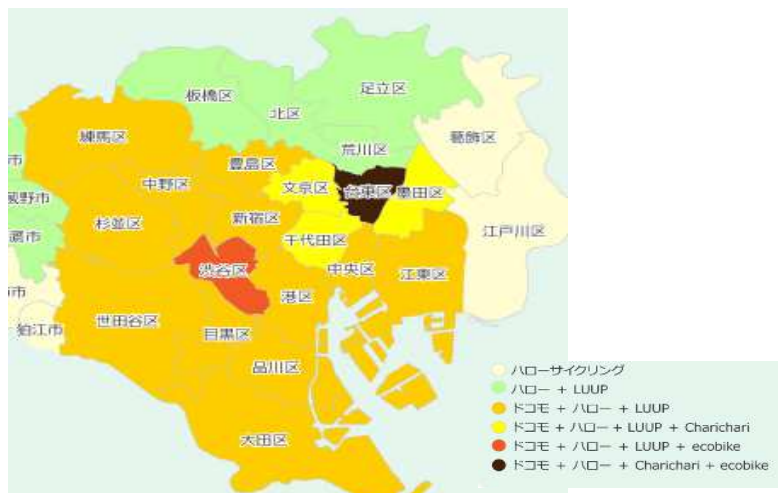 足立区
板橋区
北区
練馬区
葛飾区
荒川区
豊島区
市
中野区
文京区
台東区
墨田区
蔵野市
杉並区
新宿区
江戸川区
千代田区
渋谷区
中央区
江東区
市
港区
世田谷区
狛江市
目黒区
品川区
大田区
ハローサイクリング
ハロー + LUUP
ドコモ + ハロー + LUUP
ドコモ + ハロー + LUUP + Charichari
ドコモ + ハロー + LUUP + ecobike
ドコモ + ハロー + Charichari + ecobike